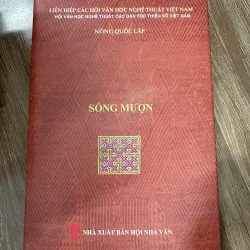 LIÊN HIỆP CÁC HỘI VĂN HỌC NGHỆ THUẬT VIỆT NAM
HỘI VĂN HỌC NGHỆ THUẬT CÁC DÂN TỘC THIỂU SỐ VIỆT NAM
NÔNG QUỐC LẬP
SỐNG MƯỢN
NHÀ XUẤT BẢN HỘI NHÀ VĂN